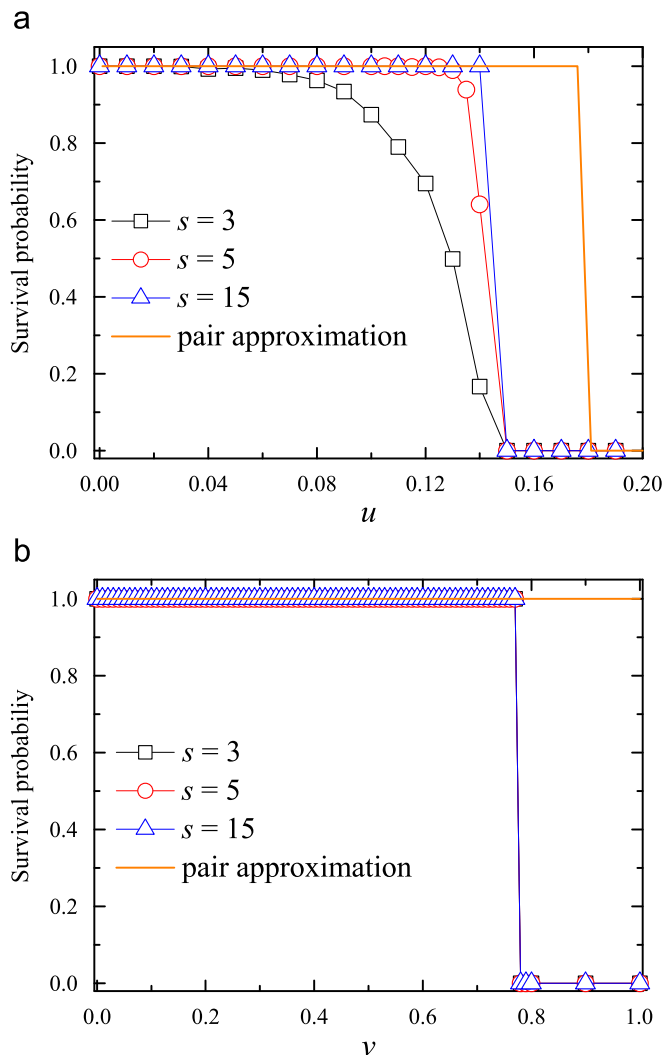 a
1.0
0.8
0.6
0.4
0.2
0.0
Survival probability
s = 3
s = 5
s = 15
pair approximation
0.00 0.04 0.08 0.12 0.16 0.20
u
b
1.0
0.8
0.6
0.4
0.2
0.0
Survival probabiliy
s = 3
s = 5
s = 15
pair approximation
0.0 0.2 0.4 0.6 0.8 1.0
v